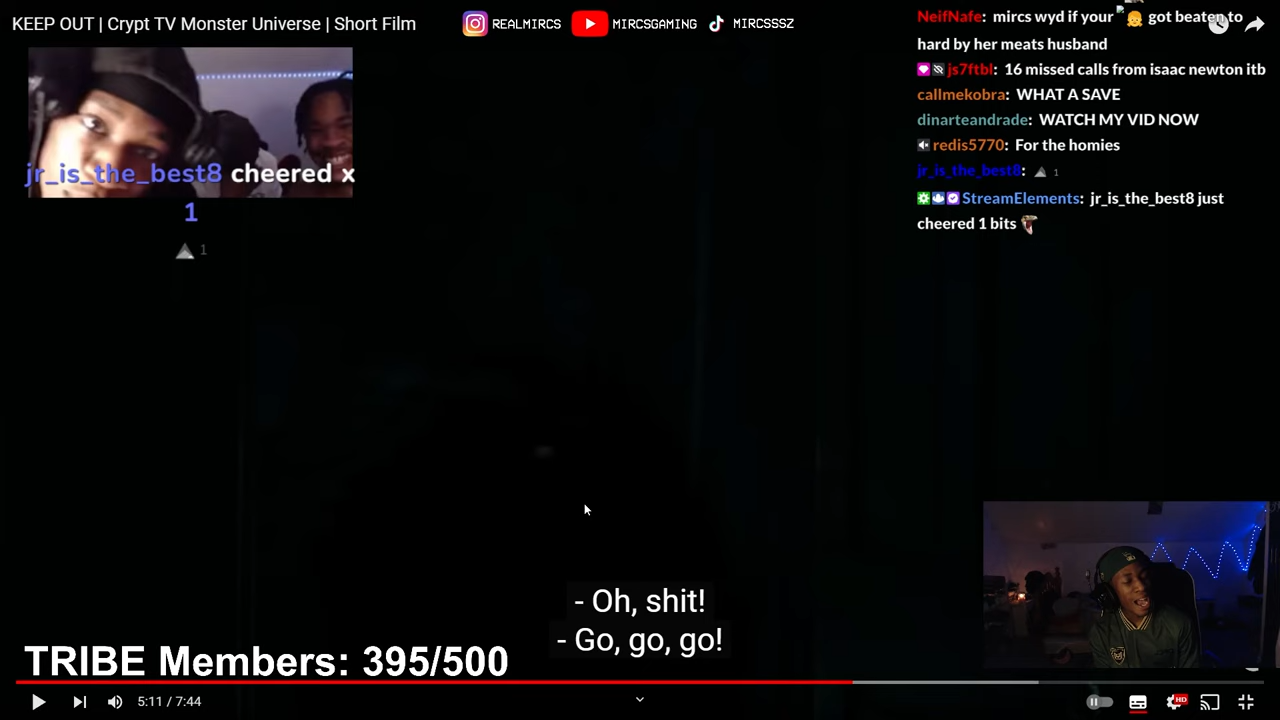 KEEP OUT | Crypt TV Monster Universe | Short Film
REALMIRCS
MIRCSGAMING
MIRCSSSZ
jr_is_the_best8 cheered x
1
1
NeifNafe: mircs wyd if your got beaten to
hard by her meats husband
js7ftbl: 16 missed calls from isaac newton itb
callmekobra: WHAT A SAVE
dinarteandrade: WATCH MY VID NOW
redis5770: For the homies
jr_is_the_best8: 1
StreamElements: jr_is_the_best8 just
cheered 1 bits
- Oh, shit!
- Go, go, go!
TRIBE Members: 395/500
5:11 / 7:44
HD